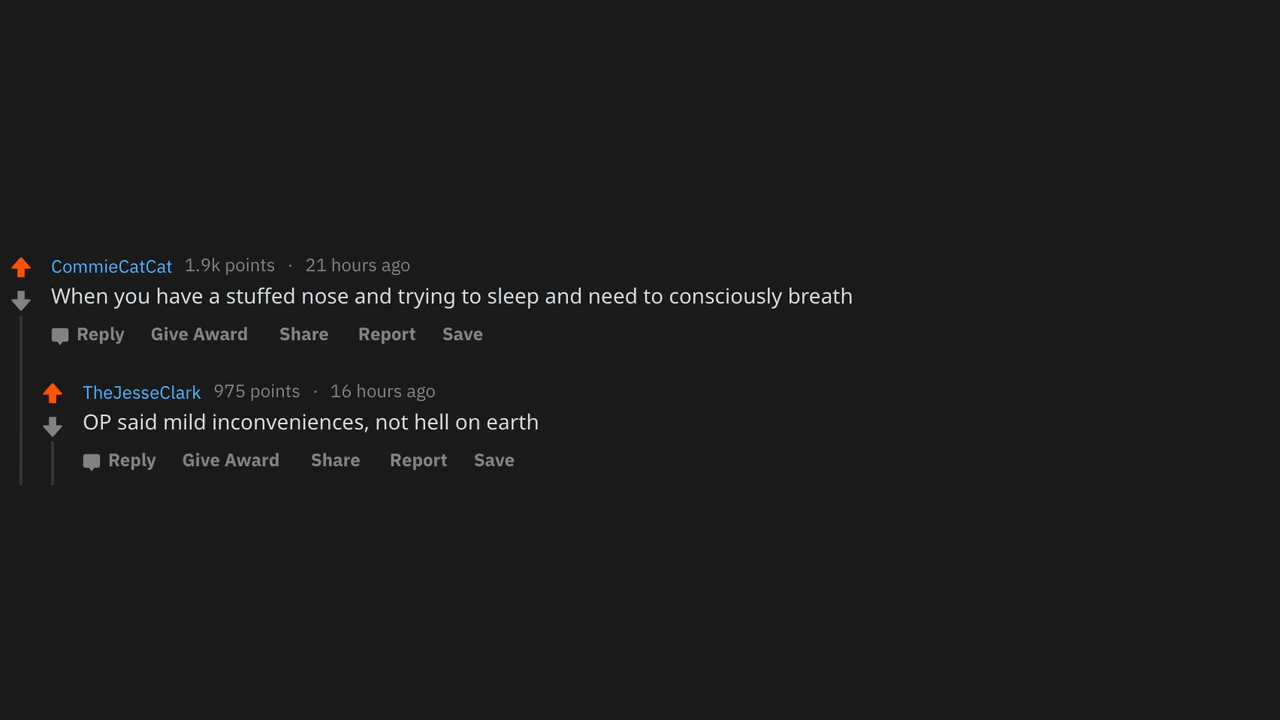 CommieCatCat 1.9k points · 21 hours ago
When you have a stuffed nose and trying to sleep and need to consciously breath
Reply Give Award Share Report Save
TheJesseClark 975 points · 16 hours ago
OP said mild inconveniences, not hell on earth
Reply Give Award Share Report Save